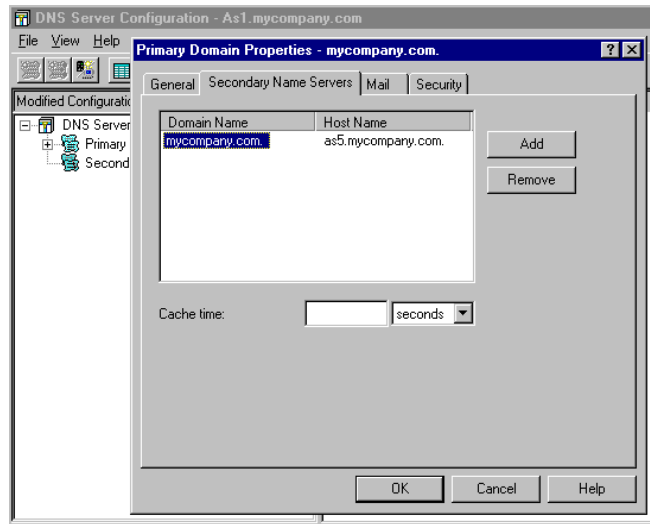 DNS Server Configuration - As1.mycompany.com
File View Help
Primary Domain Properties - mycompany.com.
General Secondary Name Servers Mail Security
Modified Configuratio
DNS Server
Primary
Second
Domain Name Host Name
mycompany.com. as5.mycompany.com.
Add
Remove
Cache time: seconds
OK Cancel Help